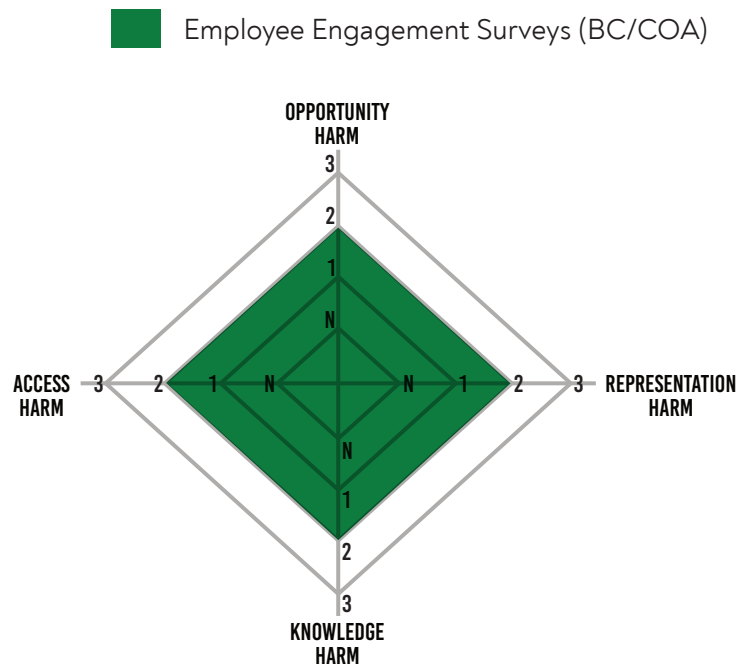 Employee Engagement Surveys (BC/COA)
OPPORTUNITY
HARM
3
2
1
N
ACCESS
HARM
3 2 1 N N 1 2 3
REPRESENTATION
HARM
N
1
2
3
KNOWLEDGE
HARM